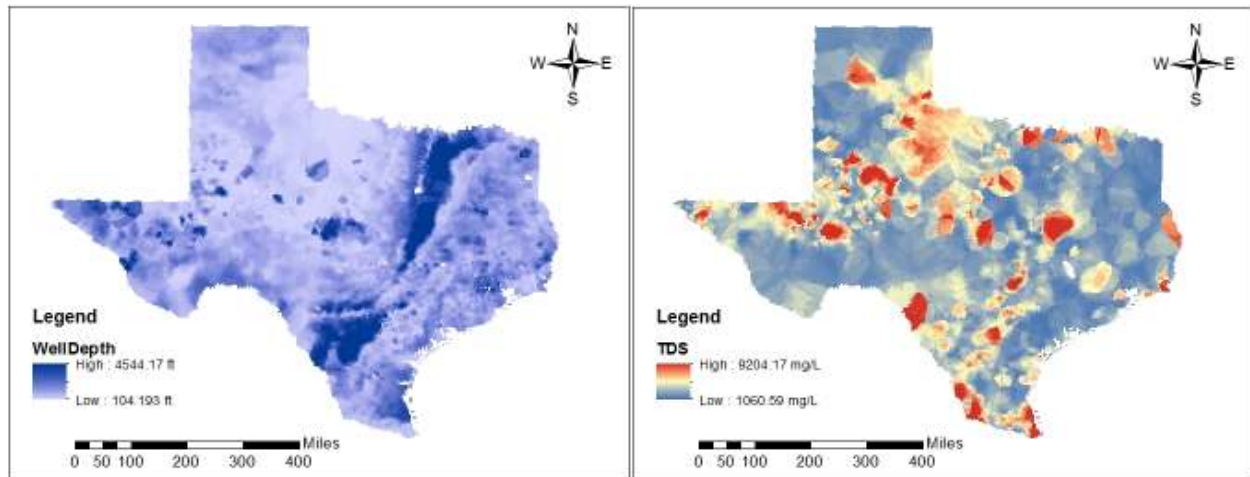 N
W E
S
Legend
WellDepth
High : 4544.17 ft
Low : 104.193 ft
Miles
0 50 100 200 300 400
N
W E
S
Legend
TDS
High : 9204.17 mg/L
Low : 1060.59 mg/L
Miles
0 50 100 200 300 400